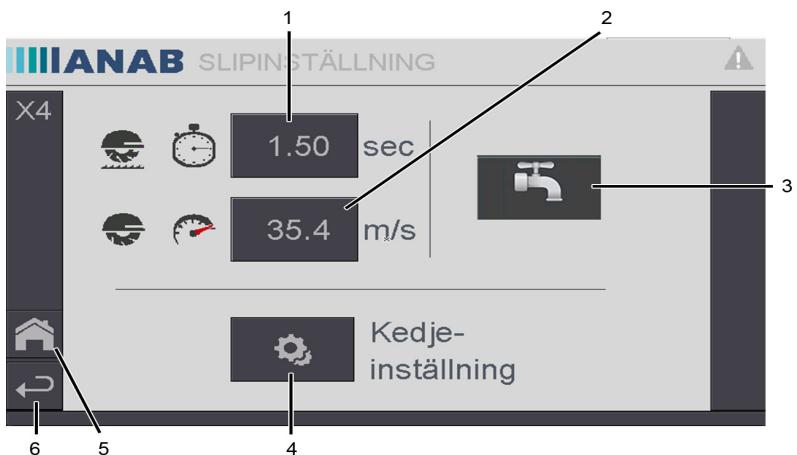 1
2
ANAB SLIPINSTÄLLNING
X4
1.50 sec
3
35.4 m/s
Kedje-
inställning
6
5
4